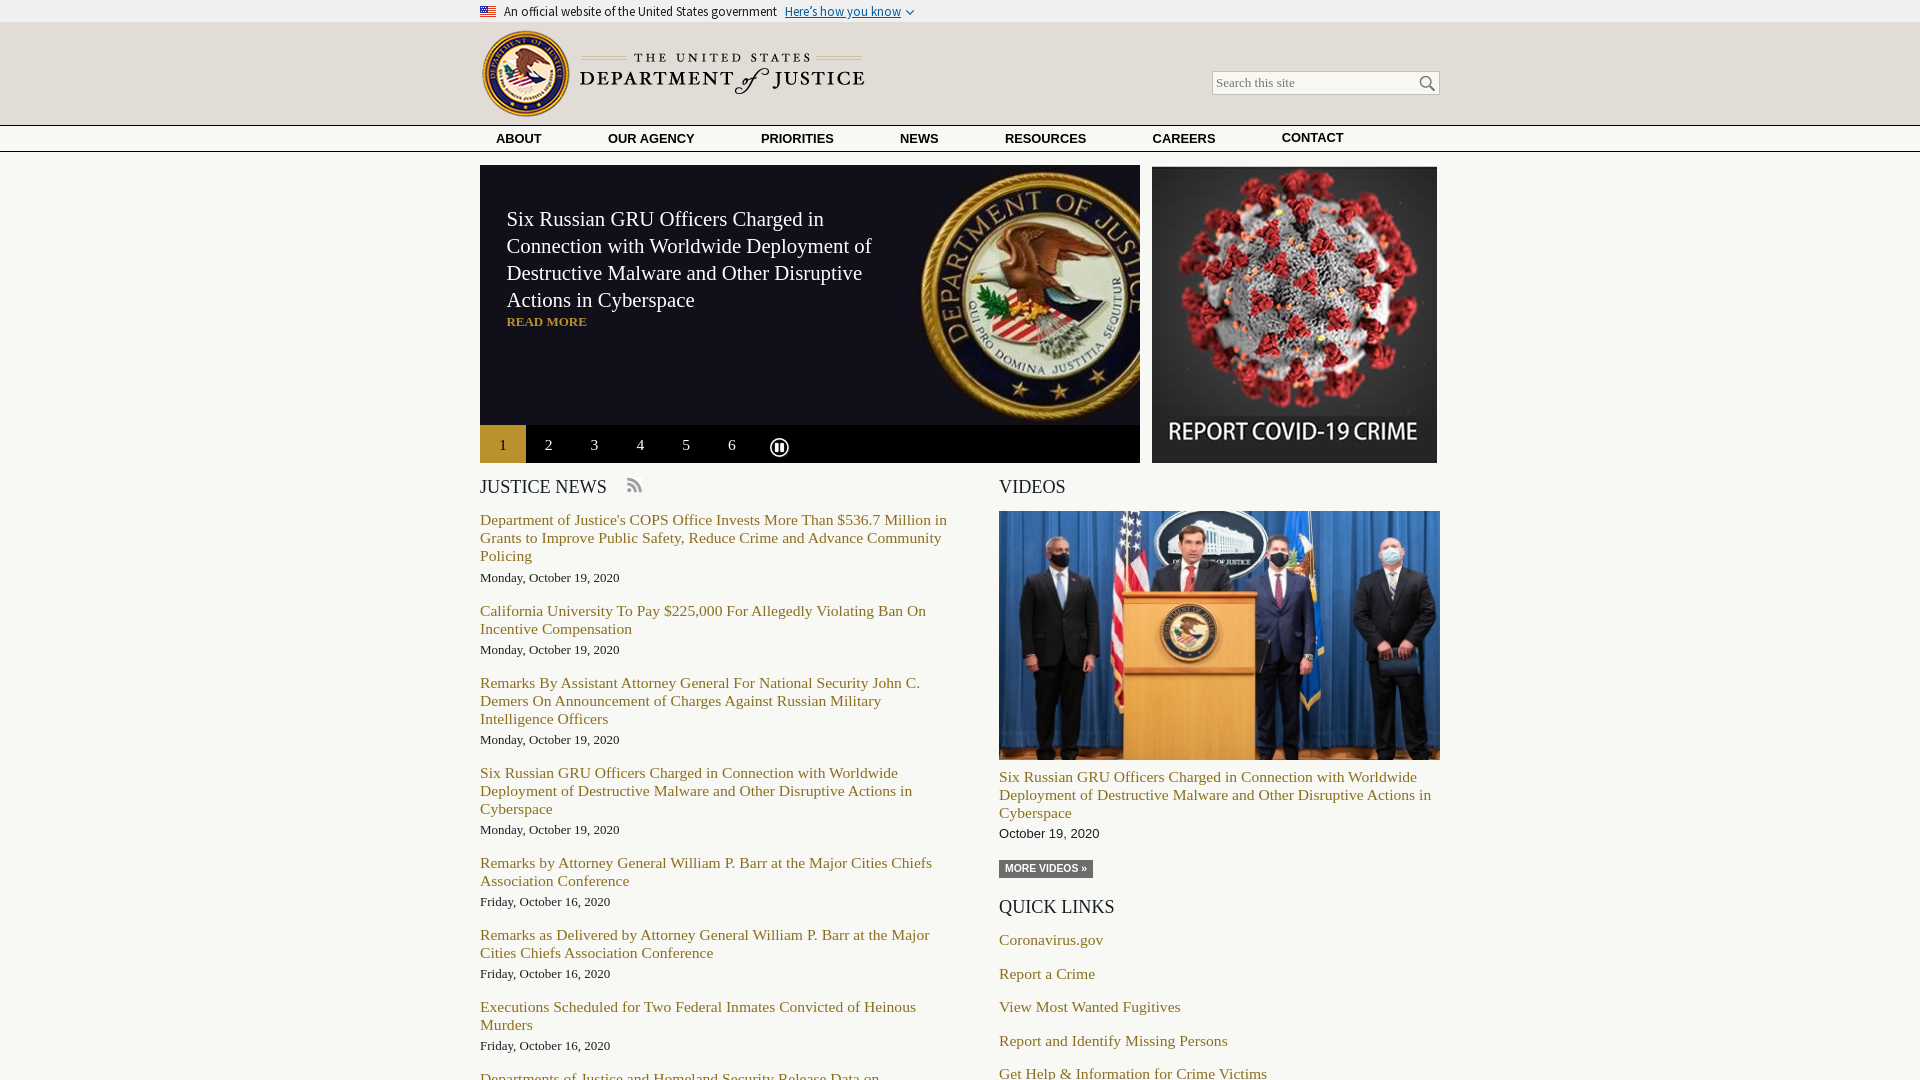 An official website of the United States government Here's how you know
THE UNITED STATES
DEPARTMENT of JUSTICE
Search this site
ABOUT OUR AGENCY PRIORITIES NEWS RESOURCES CAREERS CONTACT
Six Russian GRU Officers Charged in
Connection with Worldwide Deployment of
Destructive Malware and Other Disruptive
Actions in Cyberspace
READ MORE
DEPARTMENT OF JUSTICE
QUI PRO DOMINA JUSTITIA SEQUITUR
1 2 3 4 5 6
REPORT COVID-19 CRIME
JUSTICE NEWS
Department of Justice's COPS Office Invests More Than $536.7 Million in
Grants to Improve Public Safety, Reduce Crime and Advance Community
Policing
Monday, October 19, 2020
California University To Pay $225,000 For Allegedly Violating Ban On
Incentive Compensation
Monday, October 19, 2020
Remarks By Assistant Attorney General For National Security John C.
Demers On Announcement of Charges Against Russian Military
Intelligence Officers
Monday, October 19, 2020
Six Russian GRU Officers Charged in Connection with Worldwide
Deployment of Destructive Malware and Other Disruptive Actions in
Cyberspace
Monday, October 19, 2020
Remarks by Attorney General William P. Barr at the Major Cities Chiefs
Association Conference
Friday, October 16, 2020
Remarks as Delivered by Attorney General William P. Barr at the Major
Cities Chiefs Association Conference
Friday, October 16, 2020
Executions Scheduled for Two Federal Inmates Convicted of Heinous
Murders
Friday, October 16, 2020
Departments of Justice and Homeland Security Release Data on
VIDEOS
Six Russian GRU Officers Charged in Connection with Worldwide
Deployment of Destructive Malware and Other Disruptive Actions in
Cyberspace
October 19, 2020
MORE VIDEOS »
QUICK LINKS
Coronavirus.gov
Report a Crime
View Most Wanted Fugitives
Report and Identify Missing Persons
Get Help & Information for Crime Victims